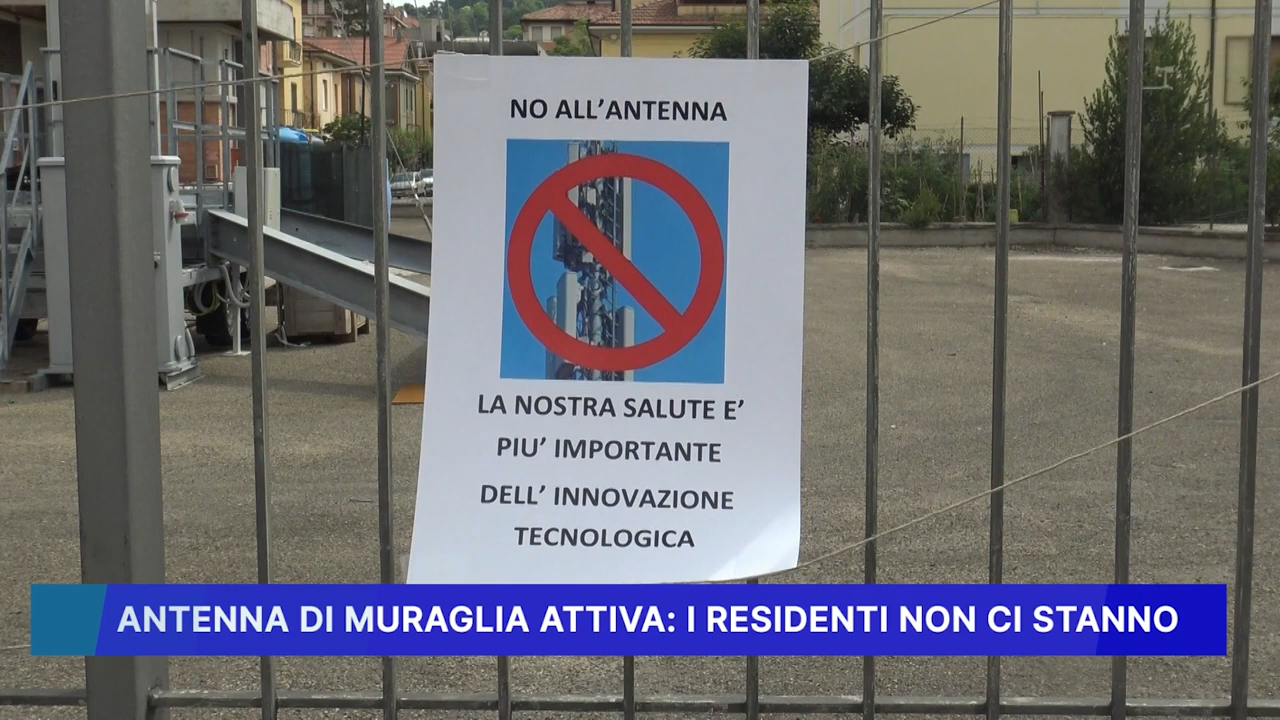 NO ALL’ANTENNA
LA NOSTRA SALUTE E’
PIU’ IMPORTANTE
DELL’ INNOVAZIONE
TECNOLOGICA
ANTENNA DI MURAGLIA ATTIVA: I RESIDENTI NON CI STANNO